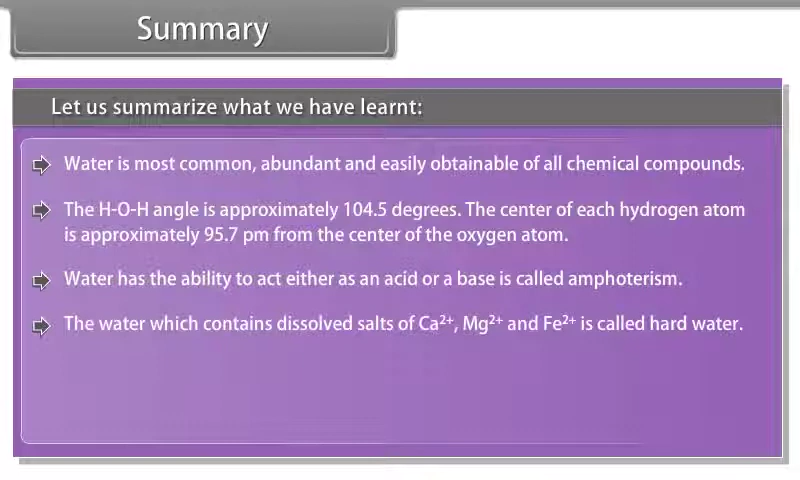 Summary
Let us summarize what we have learnt:
Water is most common, abundant and easily obtainable of all chemical compounds.
The H-O-H angle is approximately 104.5 degrees. The center of each hydrogen atom
is approximately 95.7 pm from the center of the oxygen atom.
Water has the ability to act either as an acid or a base is called amphoterism.
The water which contains dissolved salts of Ca²⁺, Mg²⁺ and Fe²⁺ is called hard water.